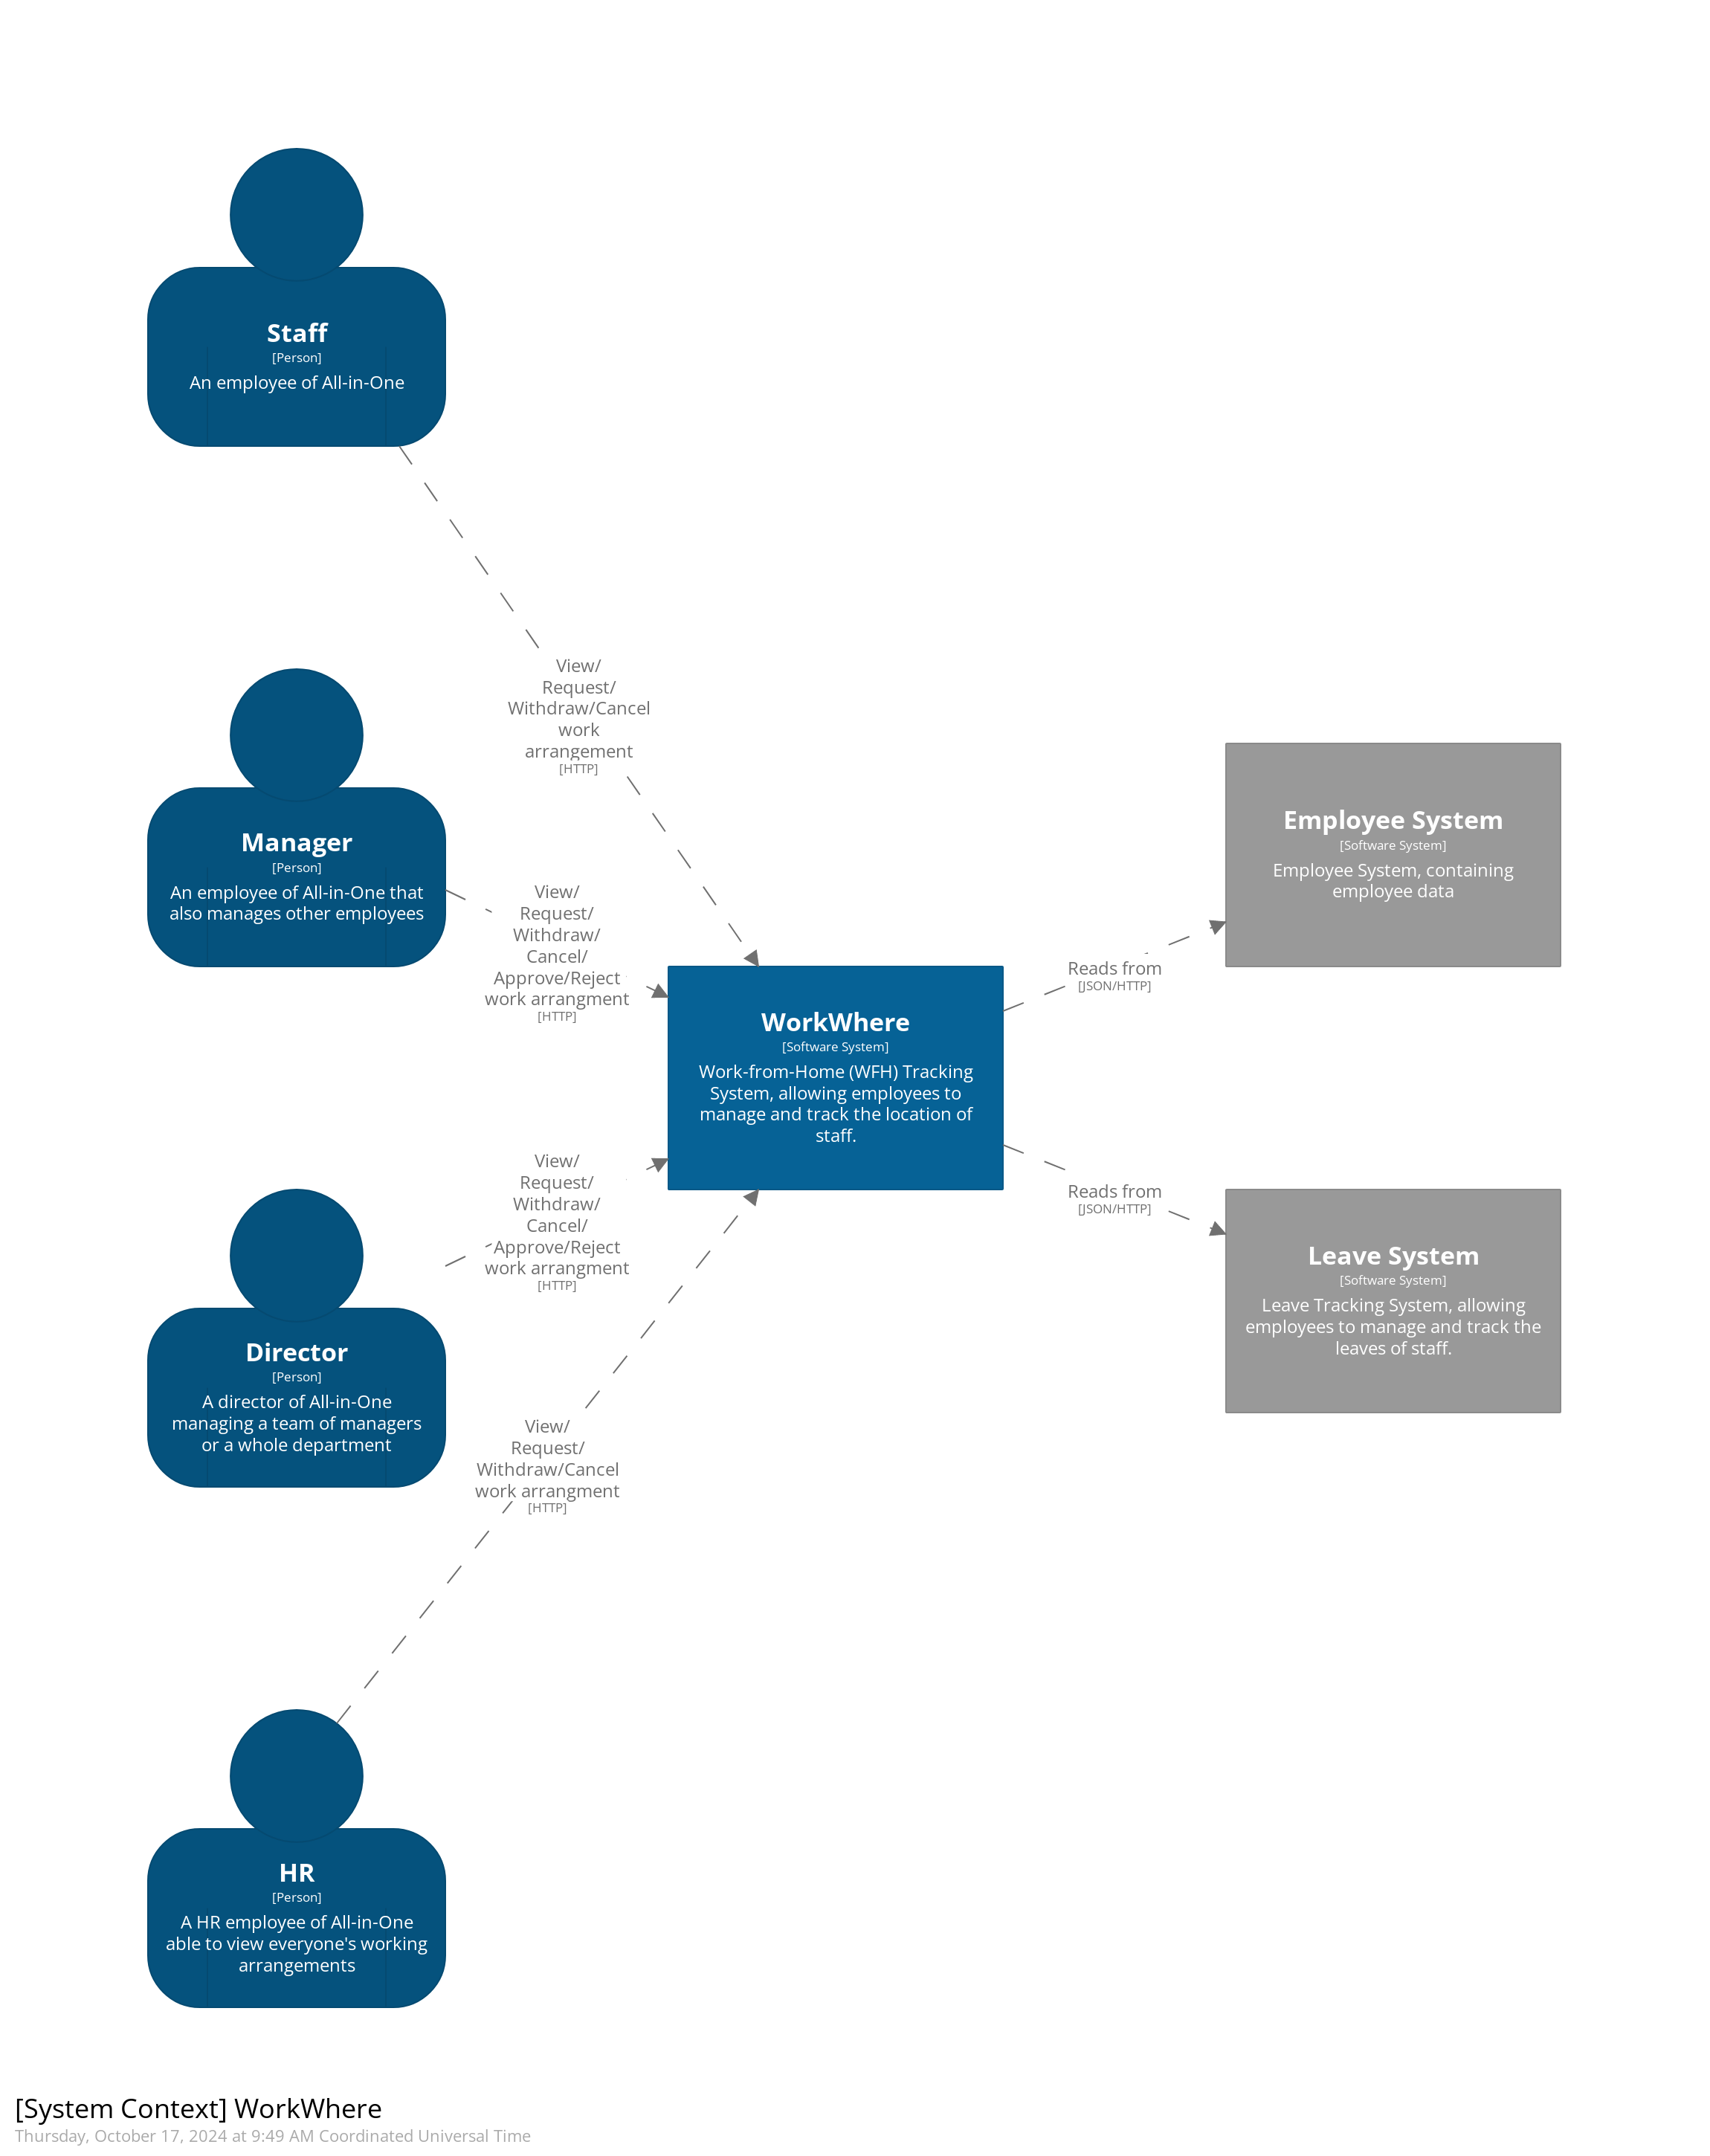 Staff
[Person]
An employee of All-in-One
View/
Request/
Withdraw/Cancel
work
arrangement
[HTTP]
Manager
[Person]
An employee of All-in-One that
also manages other employees
View/
Request/
Withdraw/
Cancel/
Approve/Reject
work arrangment
[HTTP]
Employee System
[Software System]
Employee System, containing
employee data
Reads from
[JSON/HTTP]
WorkWhere
[Software System]
Work-from-Home (WFH) Tracking
System, allowing employees to
manage and track the location of
staff.
View/
Request/
Withdraw/
Cancel/
Approve/Reject
work arrangment
[HTTP]
Reads from
[JSON/HTTP]
Leave System
[Software System]
Leave Tracking System, allowing
employees to manage and track the
leaves of staff.
Director
[Person]
A director of All-in-One
managing a team of managers
or a whole department
View/
Request/
Withdraw/Cancel
work arrangment
[HTTP]
HR
[Person]
A HR employee of All-in-One
able to view everyone's working
arrangements
[System Context] WorkWhere
Thursday, October 17, 2024 at 9:49 AM Coordinated Universal Time